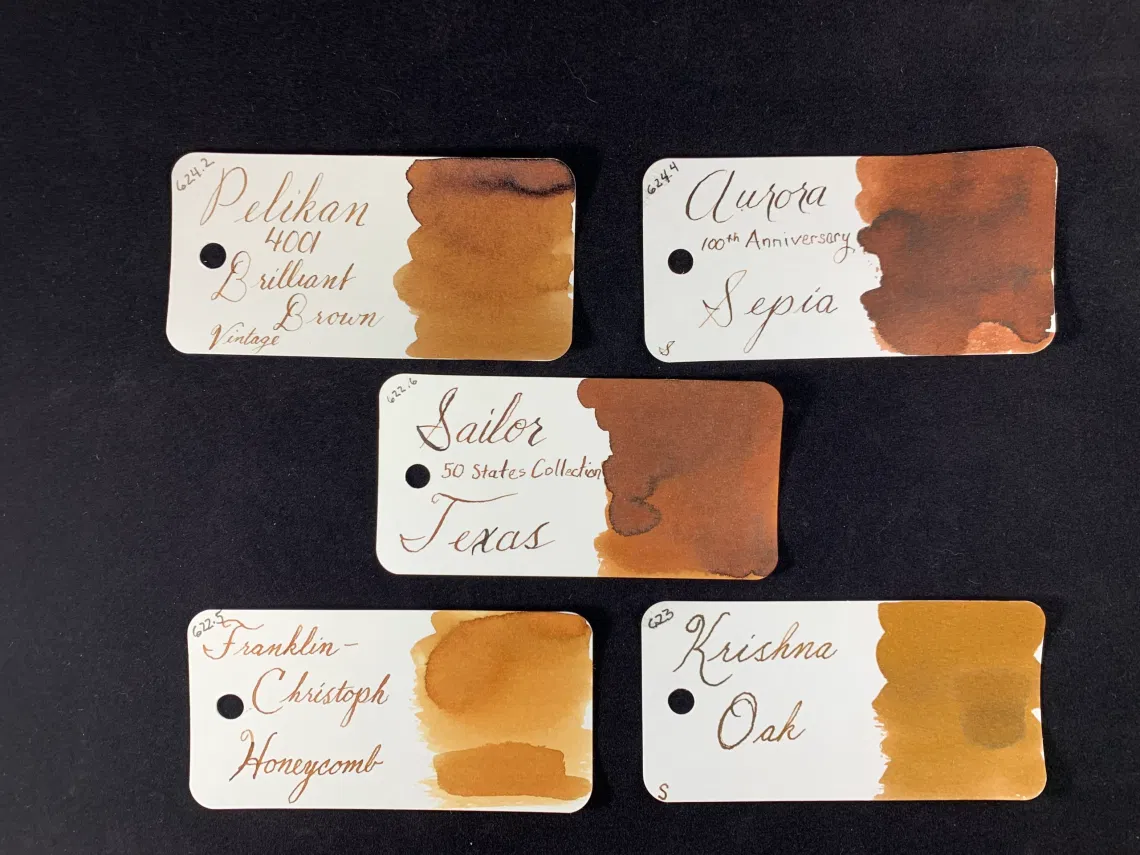 624.2
Pelikan
4001
Brilliant
Brown
Vintage
624.4
Aurora
100th Anniversary
Sepia
S
622.6
Sailor
50 States Collection
Texas
622.5
Franklin-
Christoph
Honeycomb
623
Krishna
Oak
S